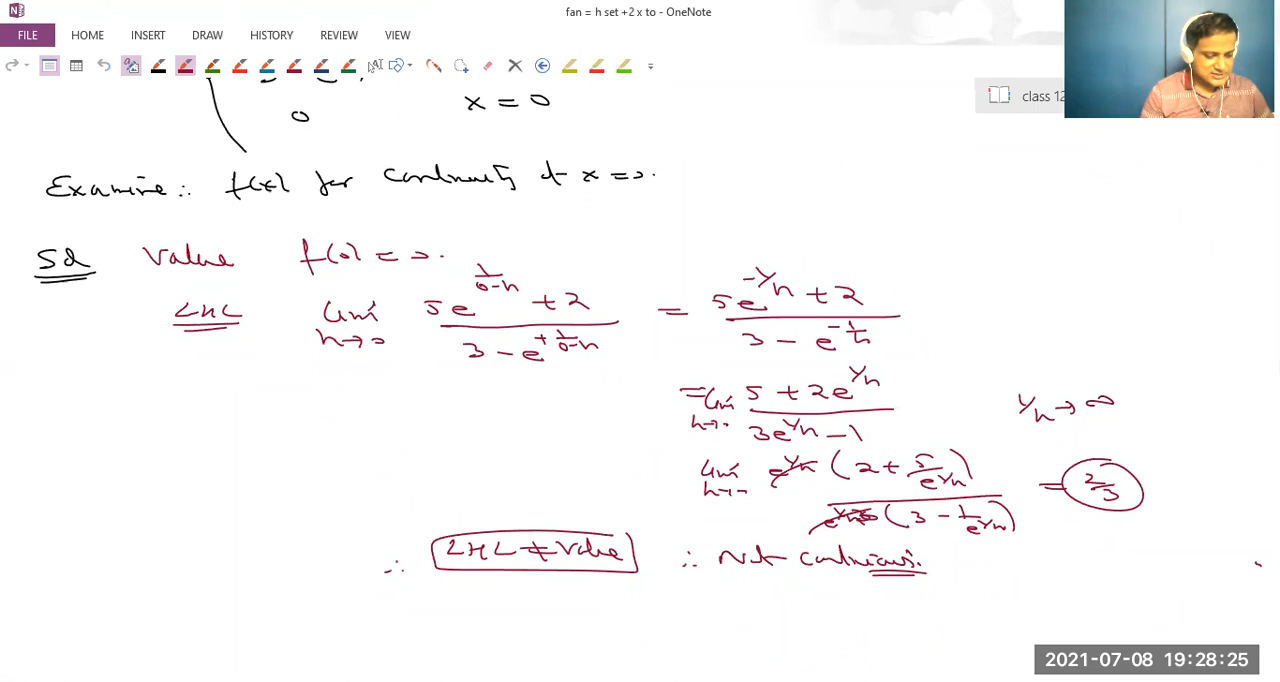 fan = h set +2 x to - OneNote
FILE HOME INSERT DRAW HISTORY REVIEW VIEW
class 12
0
x = 0
Examine :. f(x) for continuity at x = 0.
Sol Value f(0) = 0.
LHL lim h→0 (5e^(1/(0-h)) + 2)/(3 - e^(+1/(0-h))) = (5e^(-1/h) + 2)/(3 - e^(-1/h))
= lim h→0 (5 + 2e^(1/h))/(3e^(1/h) - 1) 1/h → ∞
lim h→0 e^(1/h) (2 + 5/e^(1/h))/(e^(1/h) (3 - 1/e^(1/h))) = 2/3
∴ LHL ≠ Value ∴ Not continuous.
2021-07-08 19:28:25